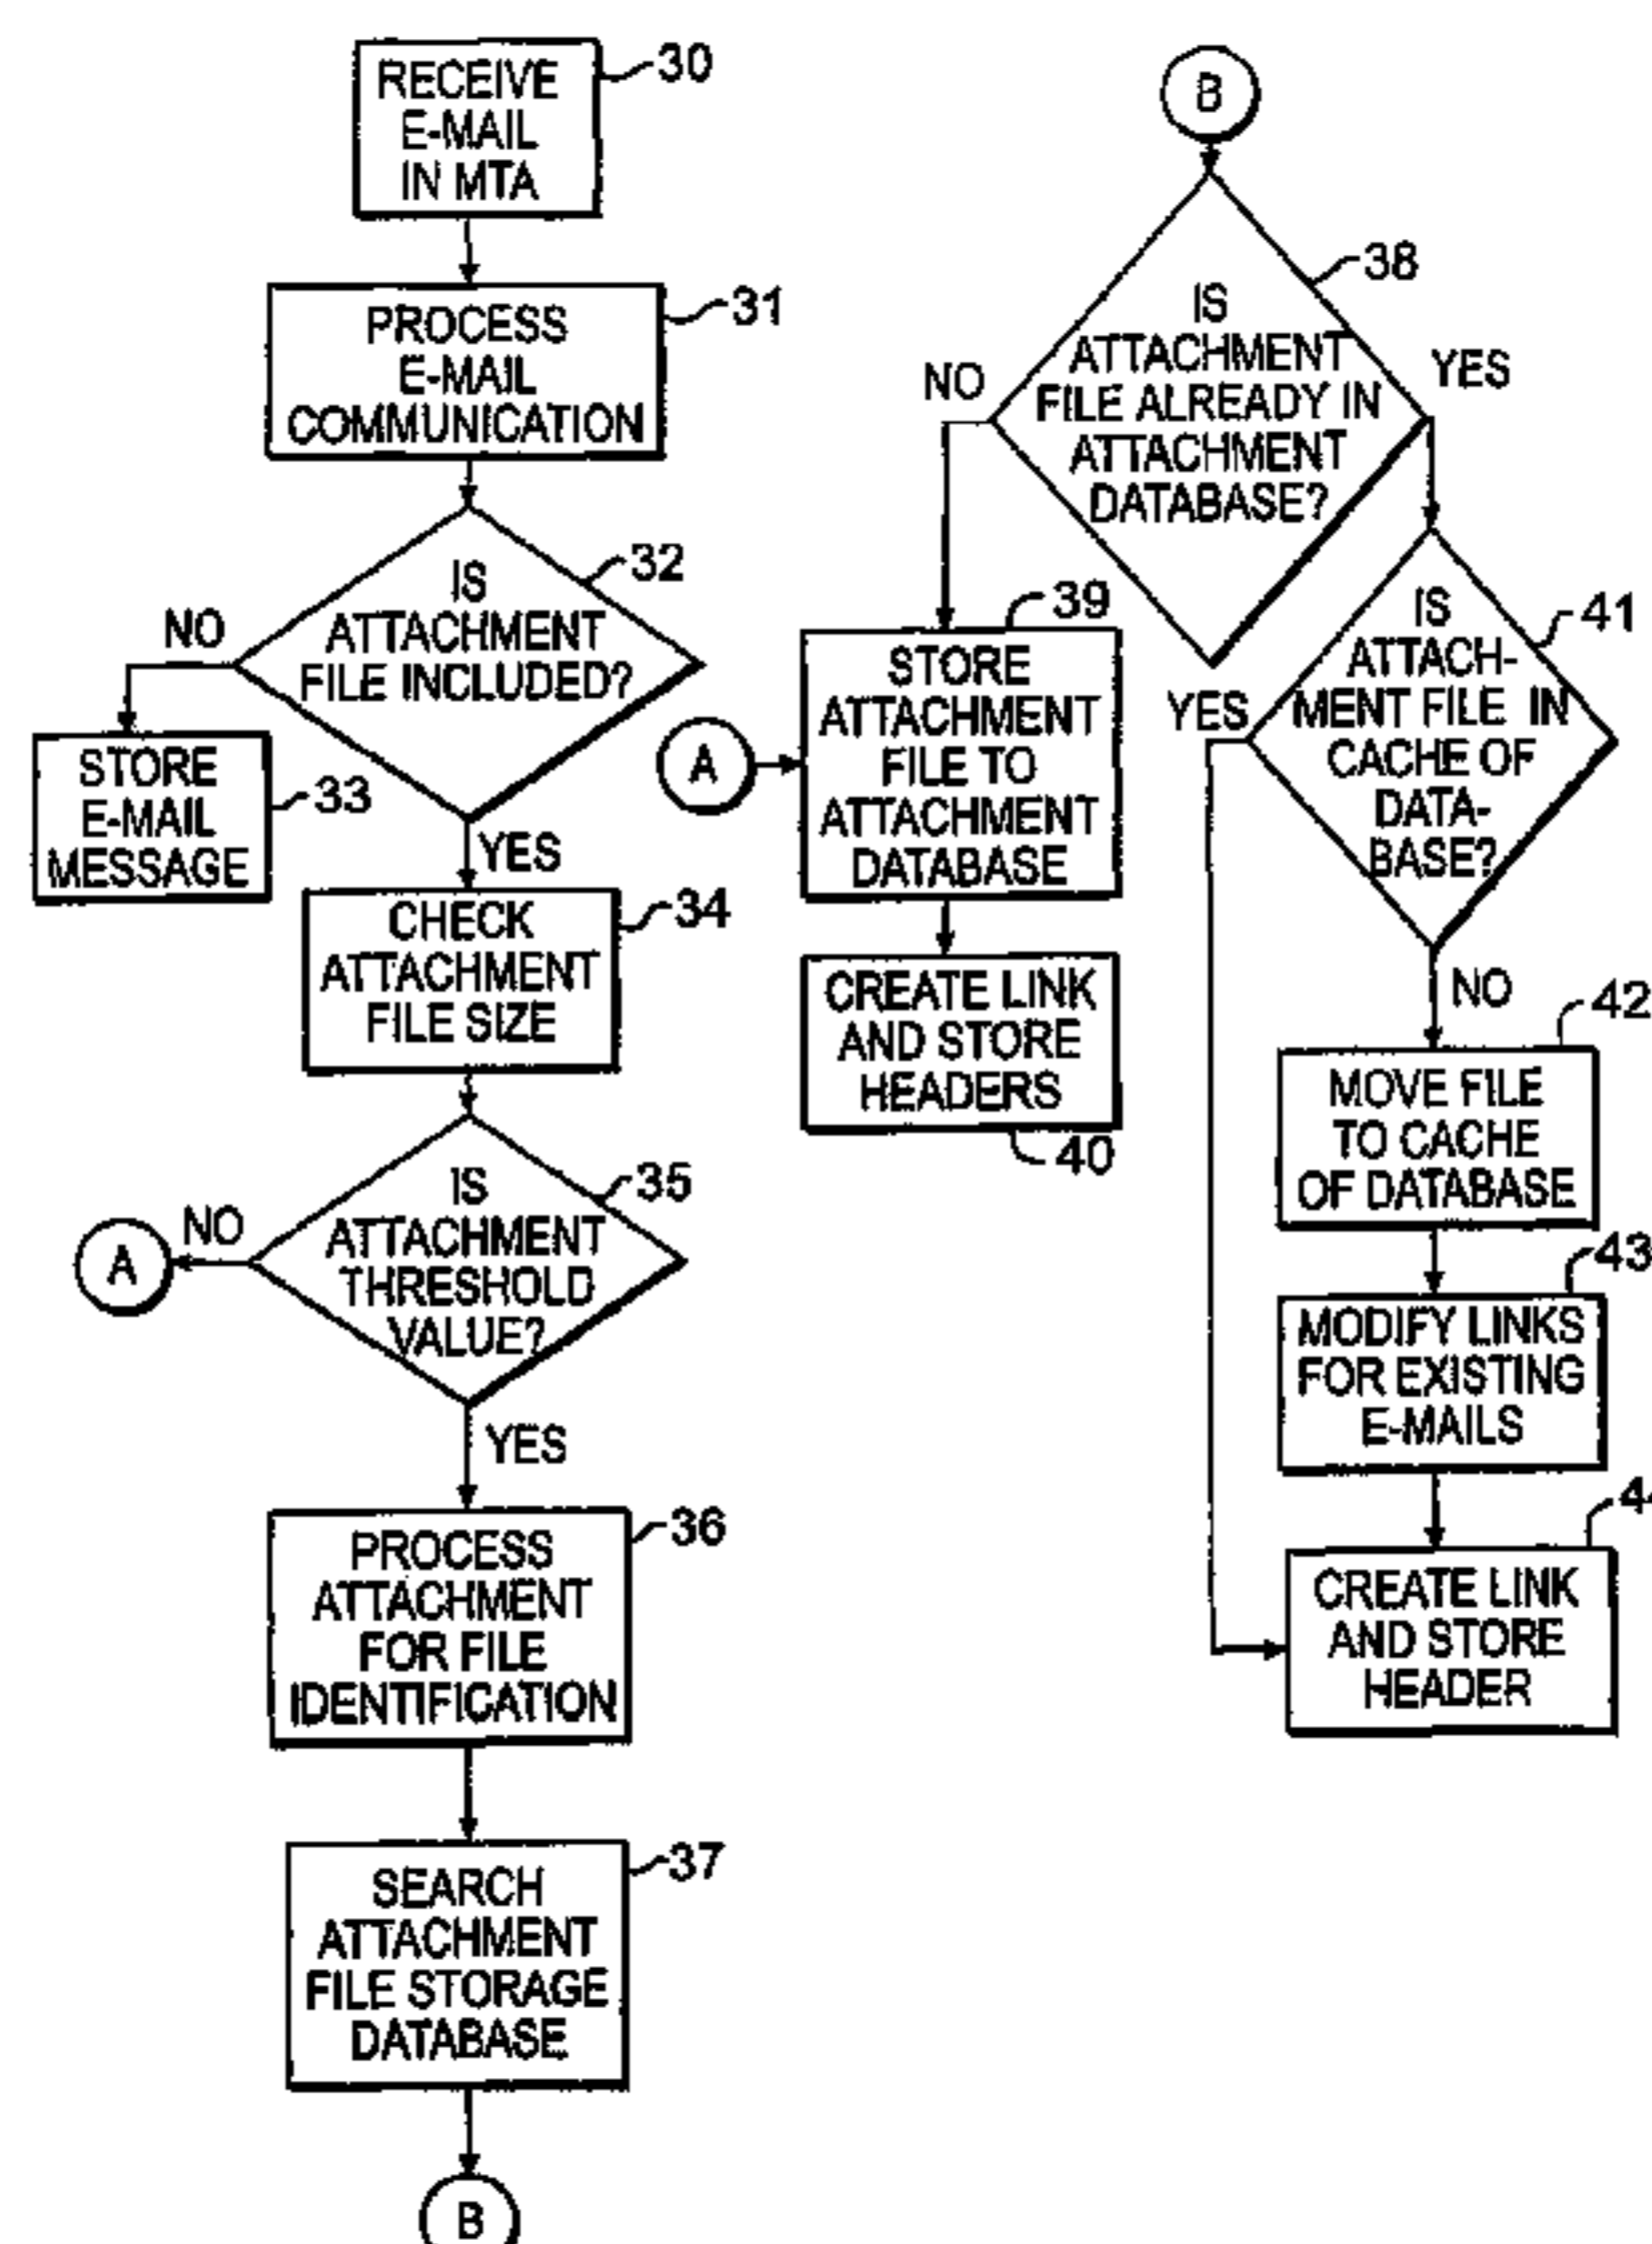 RECEIVE
E-MAIL
IN MTA
30
PROCESS
E-MAIL
COMMUNICATION
31
IS
ATTACHMENT
FILE INCLUDED?
32
NO
STORE
E-MAIL
MESSAGE
33
YES
CHECK
ATTACHMENT
FILE SIZE
34
IS
ATTACHMENT
THRESHOLD
VALUE?
35
NO
A
YES
PROCESS
ATTACHMENT
FOR FILE
IDENTIFICATION
36
SEARCH
ATTACHMENT
FILE STORAGE
DATABASE
37
B
B
IS
ATTACHMENT
FILE ALREADY IN
ATTACHMENT
DATABASE?
38
NO
YES
A
STORE
ATTACHMENT
FILE TO
ATTACHMENT
DATABASE
39
CREATE LINK
AND STORE
HEADERS
40
IS
ATTACH-
MENT FILE IN
CACHE OF
DATA-
BASE?
41
YES
NO
MOVE FILE
TO CACHE
OF DATABASE
42
MODIFY LINKS
FOR EXISTING
E-MAILS
43
CREATE LINK
AND STORE
HEADER